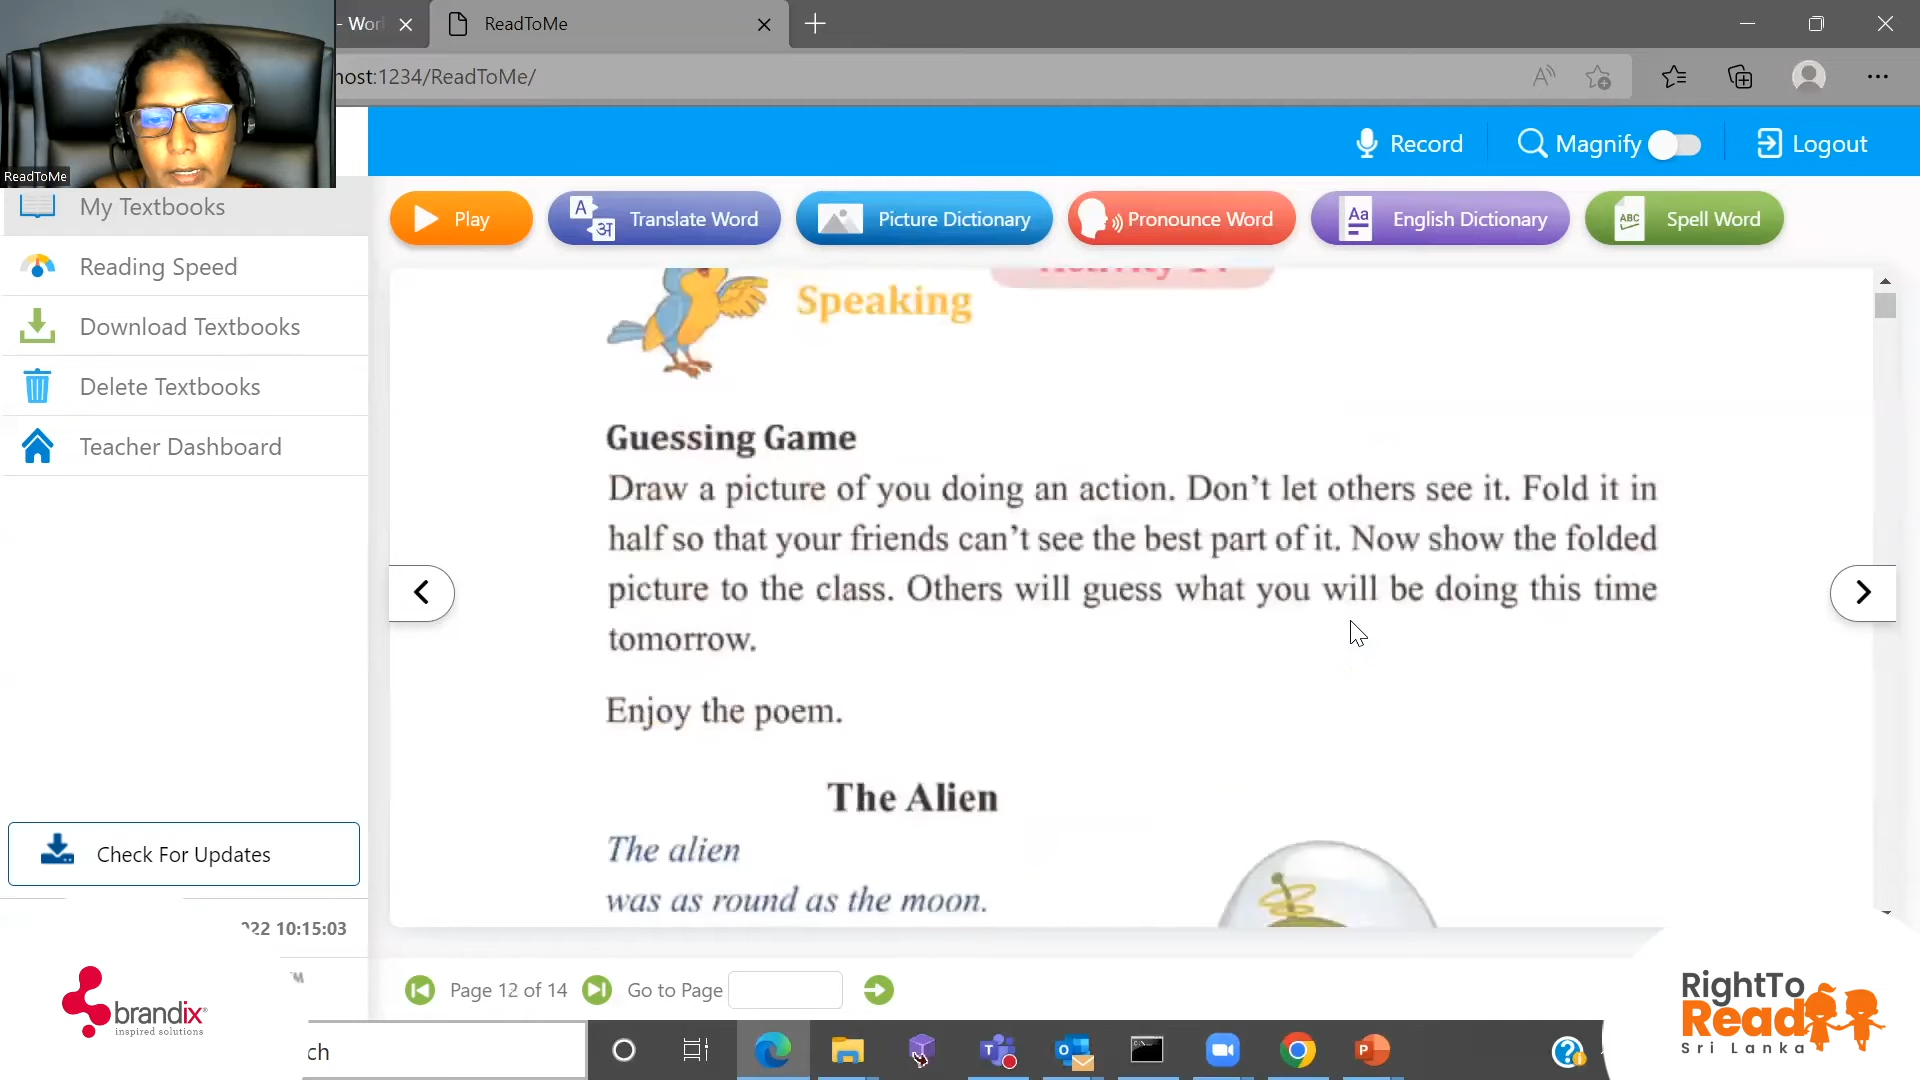 - Wor
ReadToMe
host:1234/ReadToMe/
ReadToMe
Record
Magnify
Logout
My Textbooks
Reading Speed
Download Textbooks
Delete Textbooks
Teacher Dashboard
Play
Translate Word
Picture Dictionary
Pronounce Word
English Dictionary
Spell Word
Speaking
Guessing Game
Draw a picture of you doing an action. Don't let others see it. Fold it in
half so that your friends can't see the best part of it. Now show the folded
picture to the class. Others will guess what you will be doing this time
tomorrow.
Enjoy the poem.
The Alien
The alien
was as round as the moon.
Check For Updates
022 10:15:03
Page 12 of 14
Go to Page
brandix
inspired solutions
ch
RightTo
Read
Sri Lanka